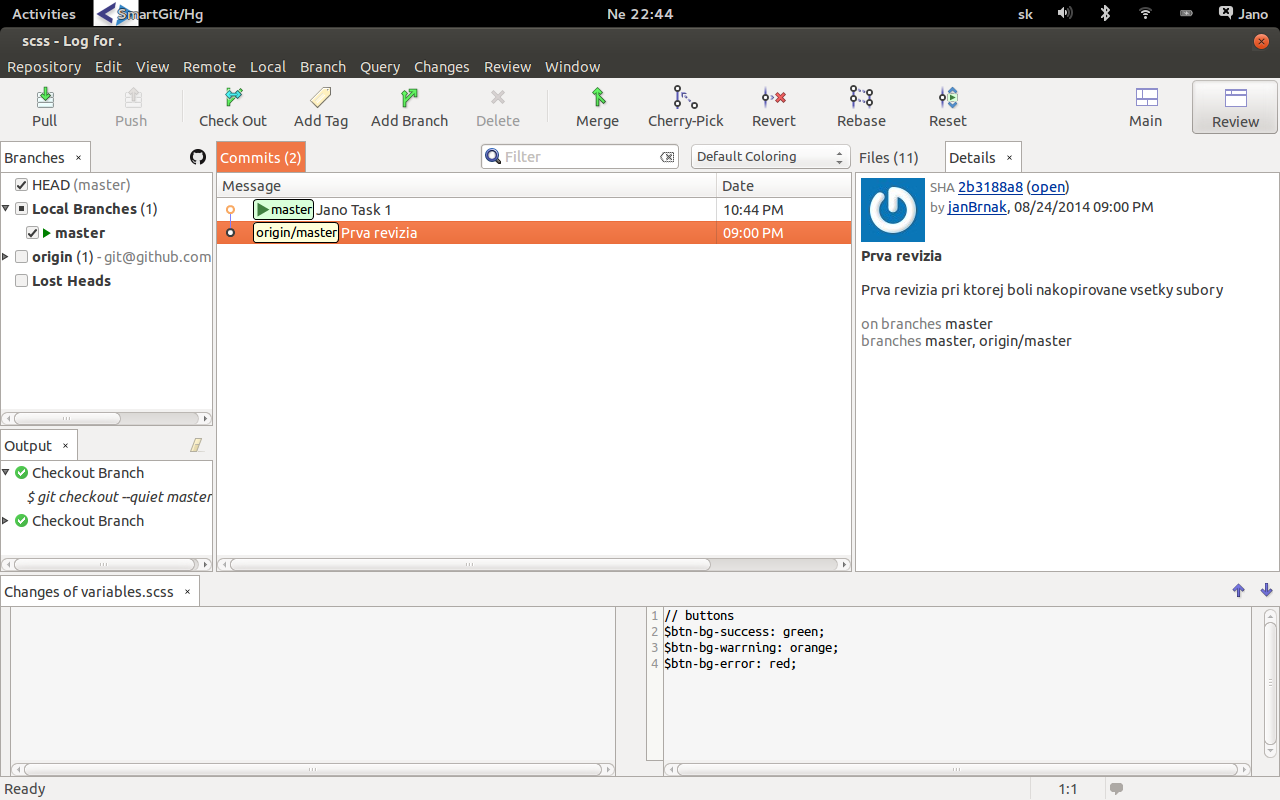 Activities SmartGit/Hg Ne 22:44 sk Jano
scss - Log for .
Repository Edit View Remote Local Branch Query Changes Review Window
Pull Push Check Out Add Tag Add Branch Delete Merge Cherry-Pick Revert Rebase Reset Main Review
Branches
HEAD (master)
Local Branches (1)
master
origin (1) - git@github.com
Lost Heads
Commits (2) Filter Default Coloring
Message Date
master Jano Task 1 10:44 PM
origin/master Prva revizia 09:00 PM
Files (11) Details
SHA 2b3188a8 (open)
by janBrnak, 08/24/2014 09:00 PM
Prva revizia
Prva revizia pri ktorej boli nakopirovane vsetky subory
on branches master
branches master, origin/master
Output
Checkout Branch
$ git checkout --quiet master
Checkout Branch
Changes of variables.scss
1 // buttons
2 $btn-bg-success: green;
3 $btn-bg-warrning: orange;
4 $btn-bg-error: red;
Ready 1:1